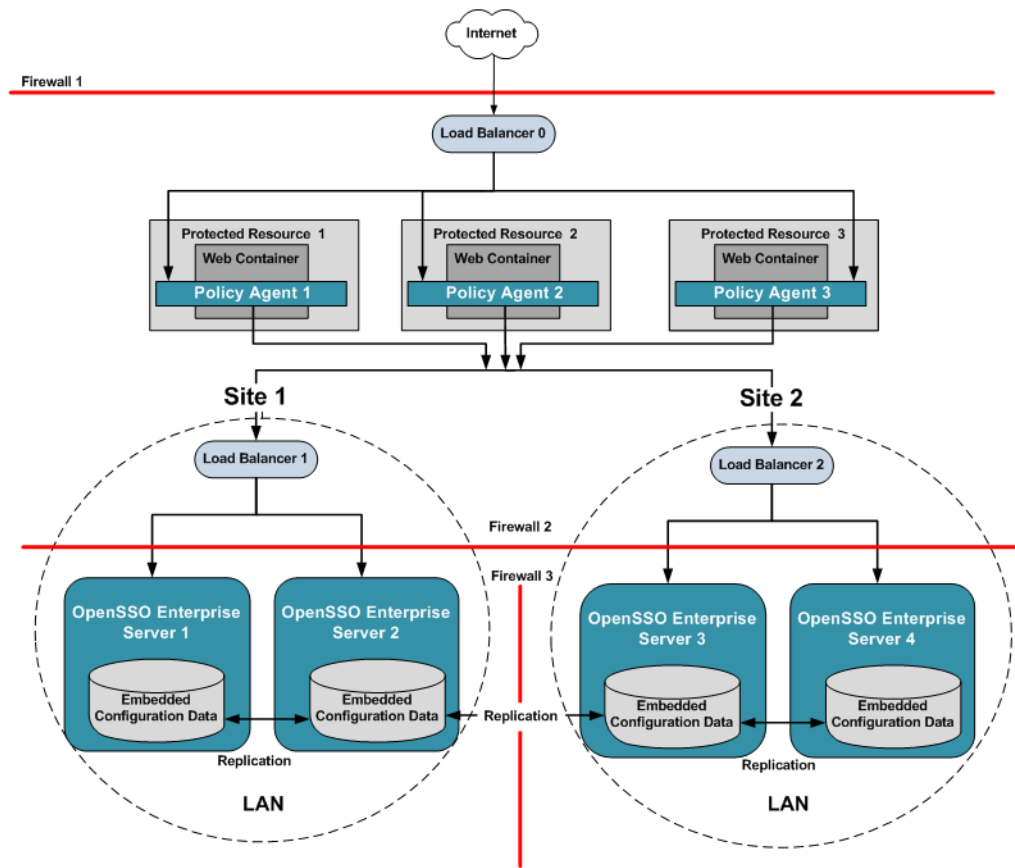 Internet
Firewall 1
Load Balancer 0
Protected Resource 1
Web Container
Policy Agent 1
Protected Resource 2
Web Container
Policy Agent 2
Protected Resource 3
Web Container
Policy Agent 3
Site 1
Site 2
Load Balancer 1
Load Balancer 2
Firewall 2
Firewall 3
OpenSSO Enterprise
Server 1
OpenSSO Enterprise
Server 2
OpenSSO Enterprise
Server 3
OpenSSO Enterprise
Server 4
Embedded
Configuration Data
Embedded
Configuration Data
Replication
Embedded
Configuration Data
Embedded
Configuration Data
Replication
Replication
LAN
LAN